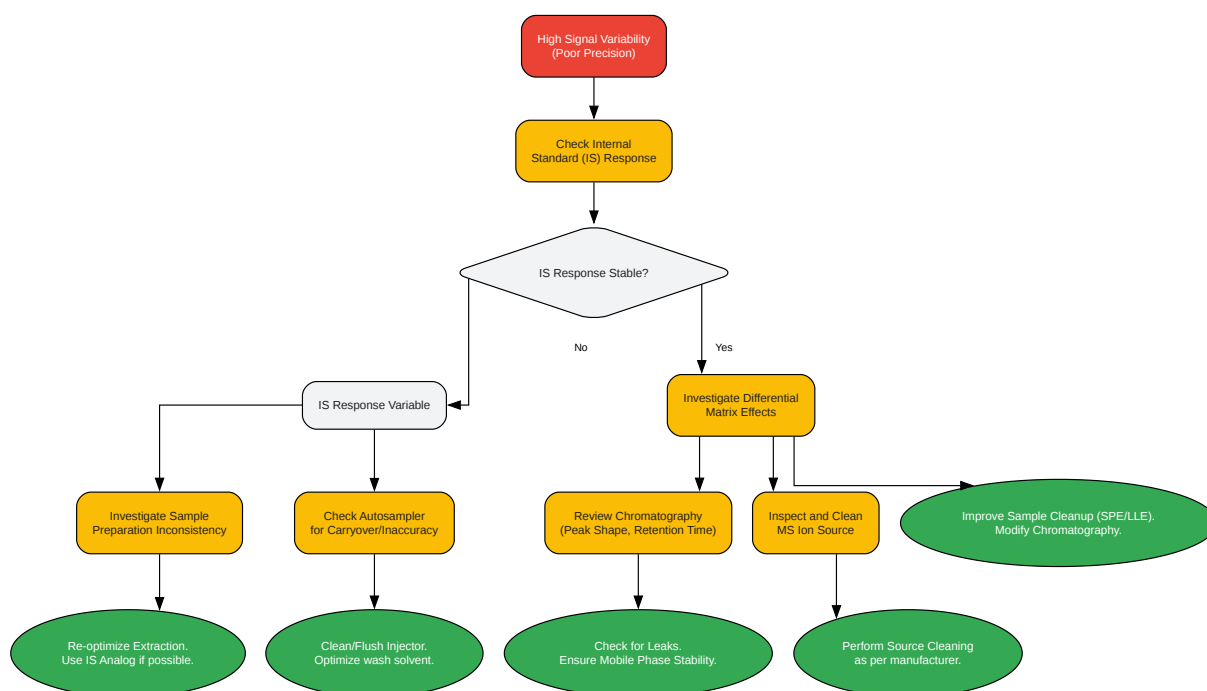 High Signal Variability
(Poor Precision)
Check Internal
Standard (IS) Response
IS Response Stable?
No
Yes
IS Response Variable
Investigate Differential
Matrix Effects
Investigate Sample
Preparation Inconsistency
Check Autosampler
for Carryover/Inaccuracy
Review Chromatography
(Peak Shape, Retention Time)
Inspect and Clean
MS Ion Source
Improve Sample Cleanup (SPE/LLE).
Modify Chromatography.
Re-optimize Extraction.
Use IS Analog if possible.
Clean/Flush Injector.
Optimize wash solvent.
Check for Leaks.
Ensure Mobile Phase Stability.
Perform Source Cleaning
as per manufacturer.